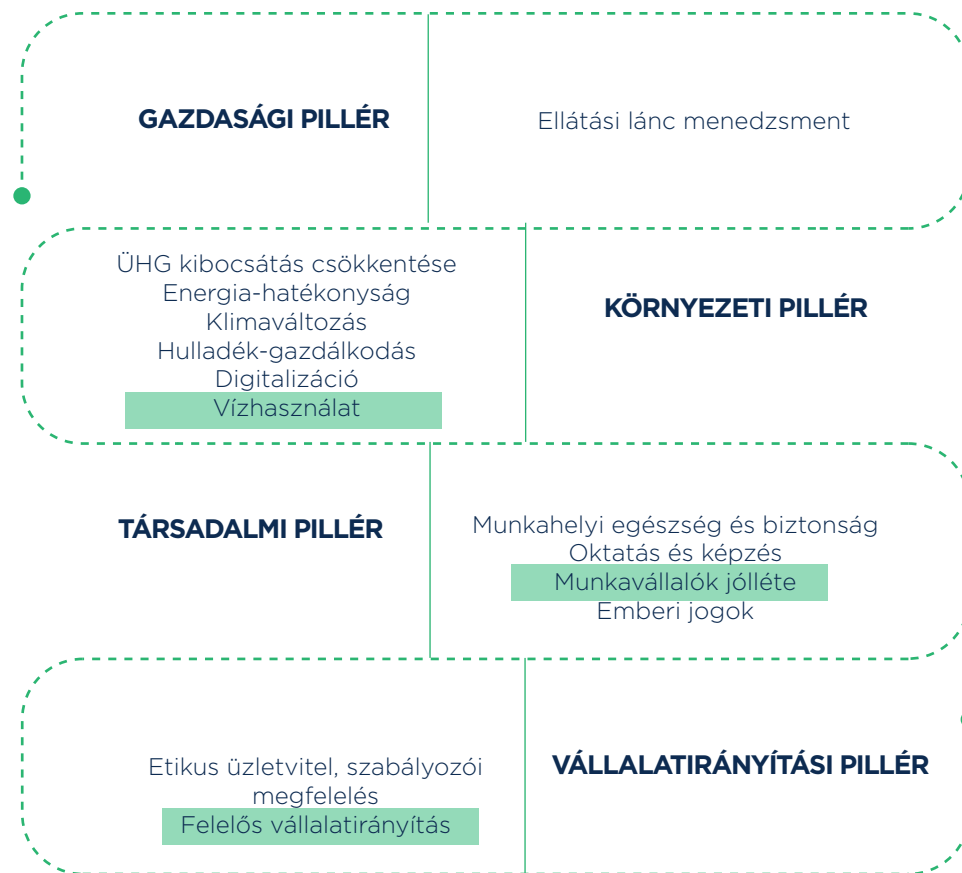 GAZDASÁGI PILLÉR
Ellátási lánc menedzsment
ÜHG kibocsátás csökkentése
Energia-hatékonyság
Klimaváltozás
Hulladék-gazdálkodás
Digitalizáció
Vízhasználat
KÖRNYEZETI PILLÉR
TÁRSADALMI PILLÉR
Munkahelyi egészség és biztonság
Oktatás és képzés
Munkavállalók jólléte
Emberi jogok
Etikus üzletvitel, szabályozói
megfelelés
Felelős vállalatirányítás
VÁLLALATIRÁNYÍTÁSI PILLÉR